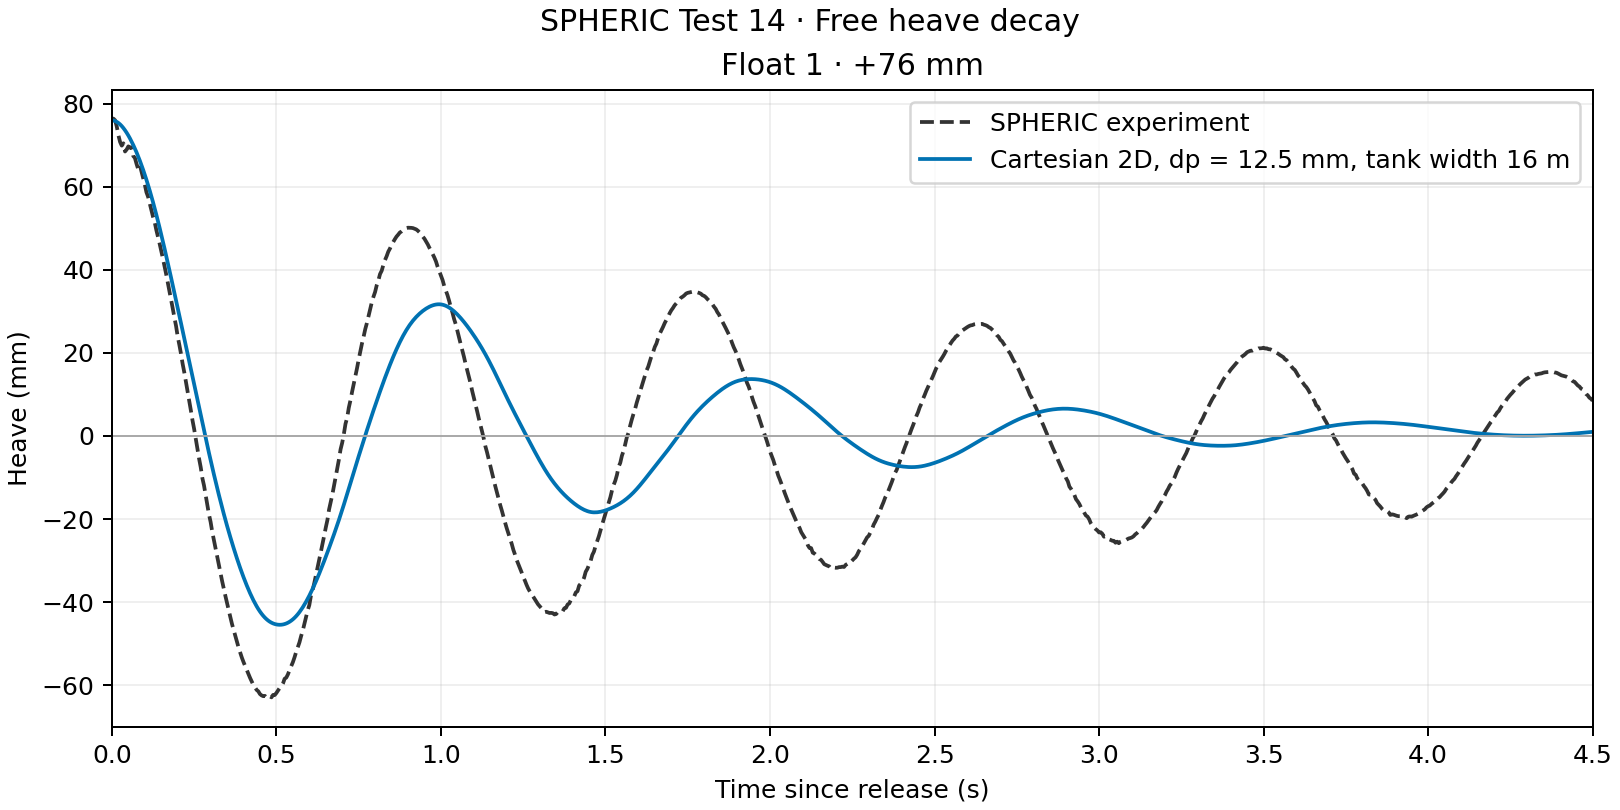 SPHERIC Test 14 · Free heave decay
Float 1 · +76 mm
SPHERIC experiment
Cartesian 2D, dp = 12.5 mm, tank width 16 m
Heave (mm)
80
60
40
20
0
−20
−40
−60
0.0 0.5 1.0 1.5 2.0 2.5 3.0 3.5 4.0 4.5
Time since release (s)